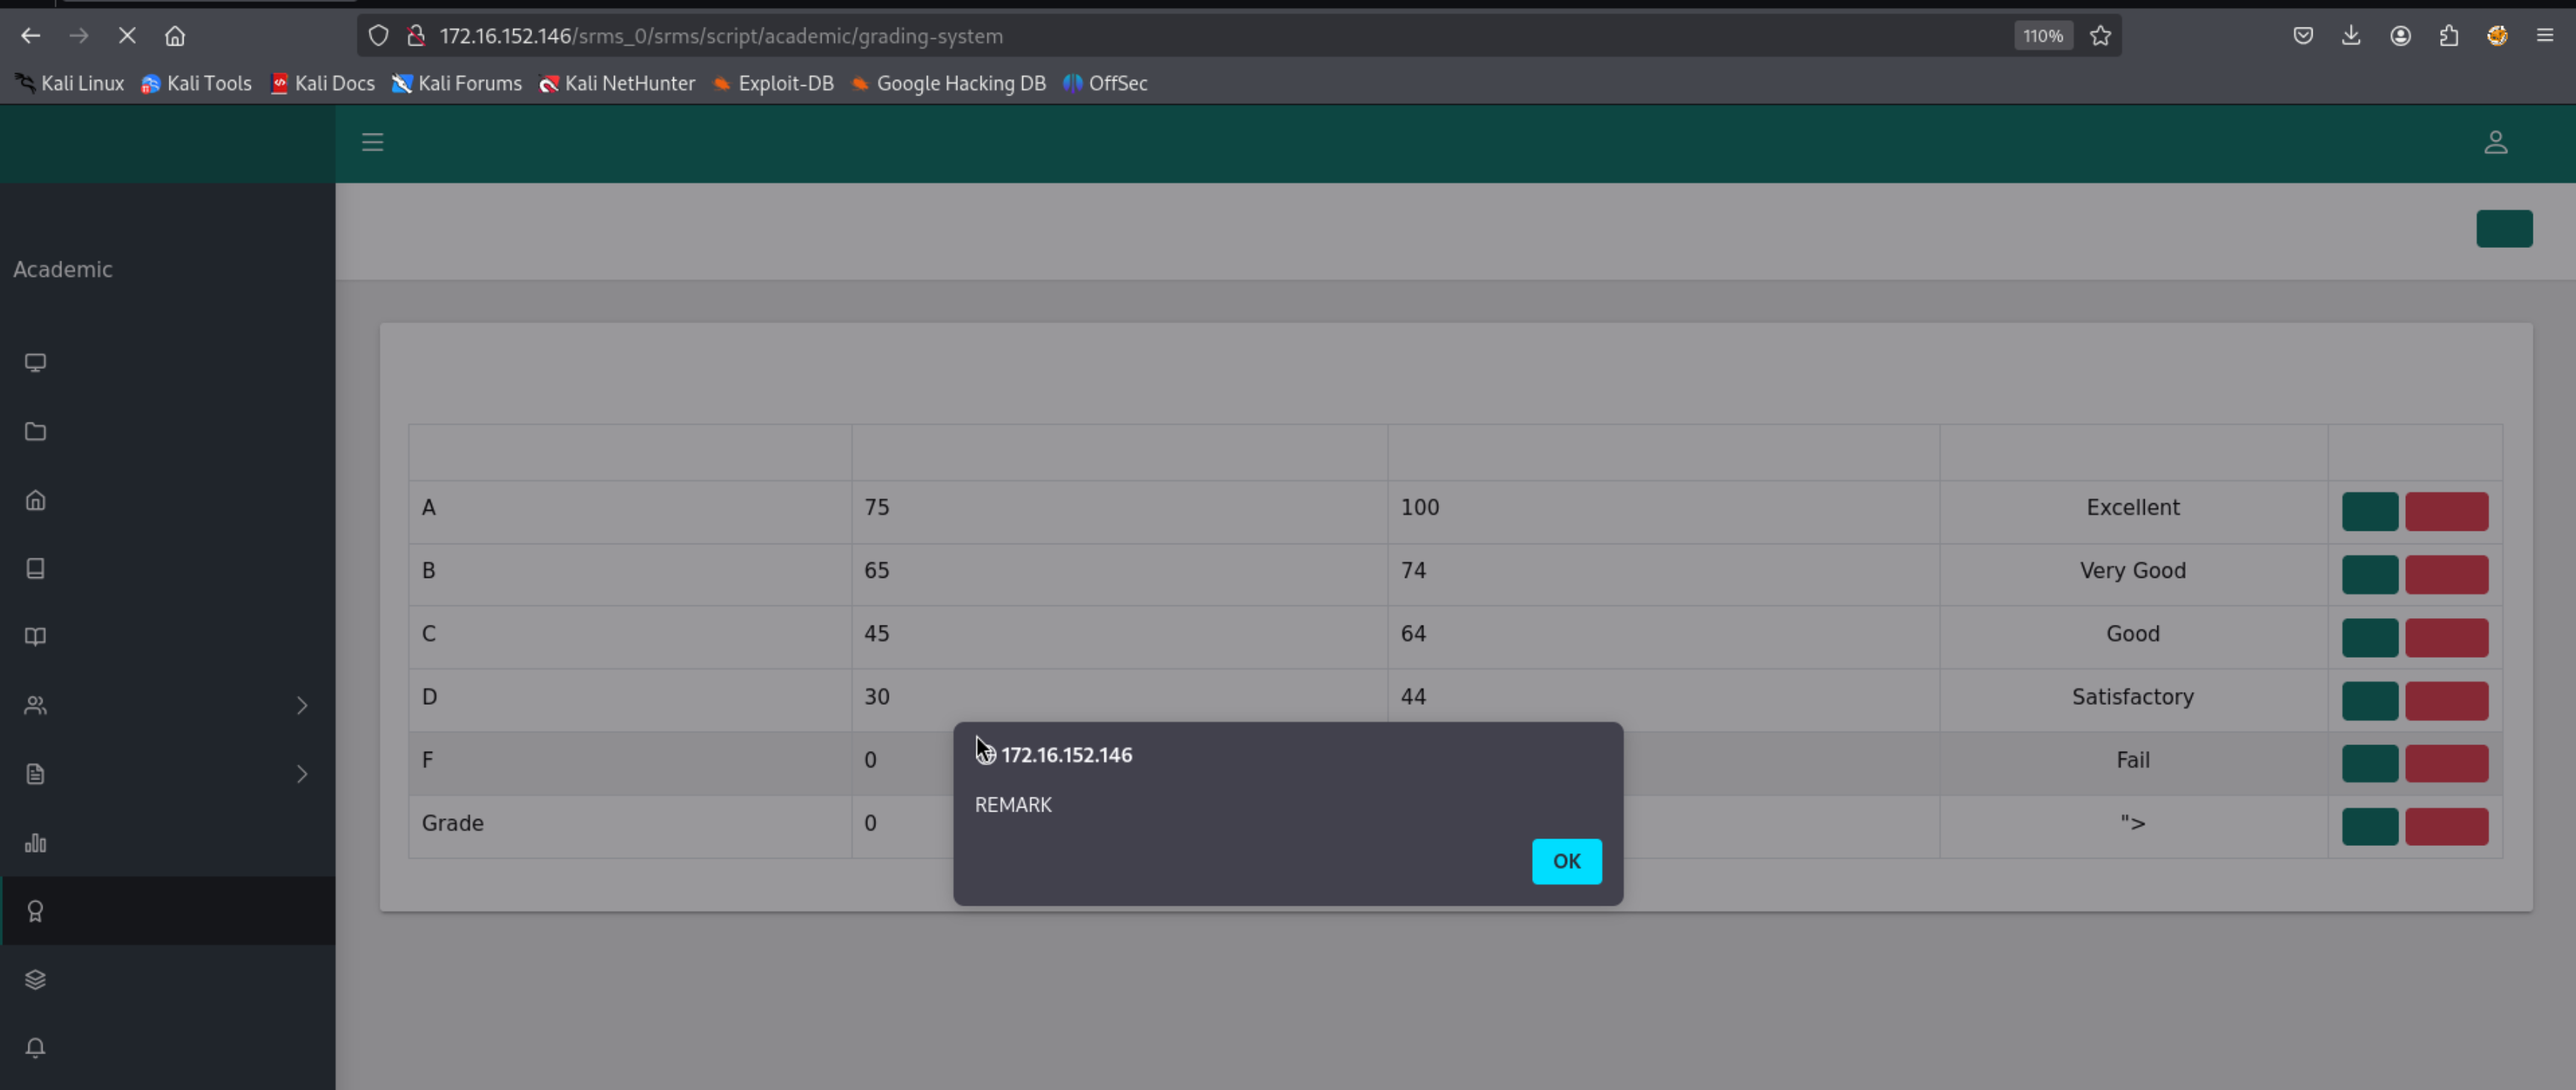 172.16.152.146/srms_0/srms/script/academic/grading-system
110%
Kali Linux Kali Tools Kali Docs Kali Forums Kali NetHunter Exploit-DB Google Hacking DB OffSec
Academic
A 75 100 Excellent
B 65 74 Very Good
C 45 64 Good
D 30 44 Satisfactory
F 0 Fail
Grade 0 ">
172.16.152.146
REMARK
OK